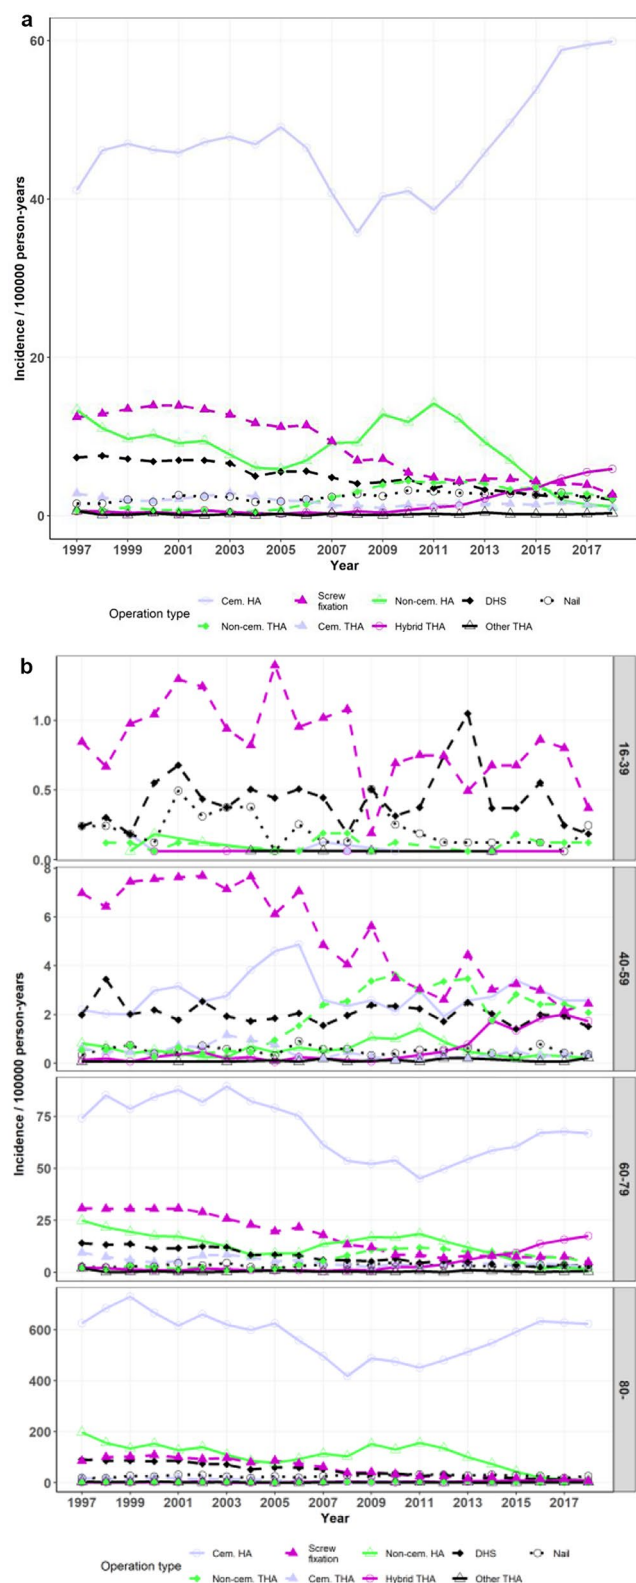 a
Incidence / 100000 person-years
60
40
20
0
1997 1999 2001 2003 2005 2007 2009 2011 2013 2015 2017
Year
Operation type
Cem. HA
Screw fixation
Non-cem. HA
DHS
Nail
Non-cem. THA
Cem. THA
Hybrid THA
Other THA
b
Incidence / 100000 person-years
1.0
0.5
0.0
16-39
8
6
4
2
0
40-59
75
50
25
0
60-79
600
400
200
0
80-
1997 1999 2001 2003 2005 2007 2009 2011 2013 2015 2017
Year
Operation type
Cem. HA
Screw fixation
Non-cem. HA
DHS
Nail
Non-cem. THA
Cem. THA
Hybrid THA
Other THA